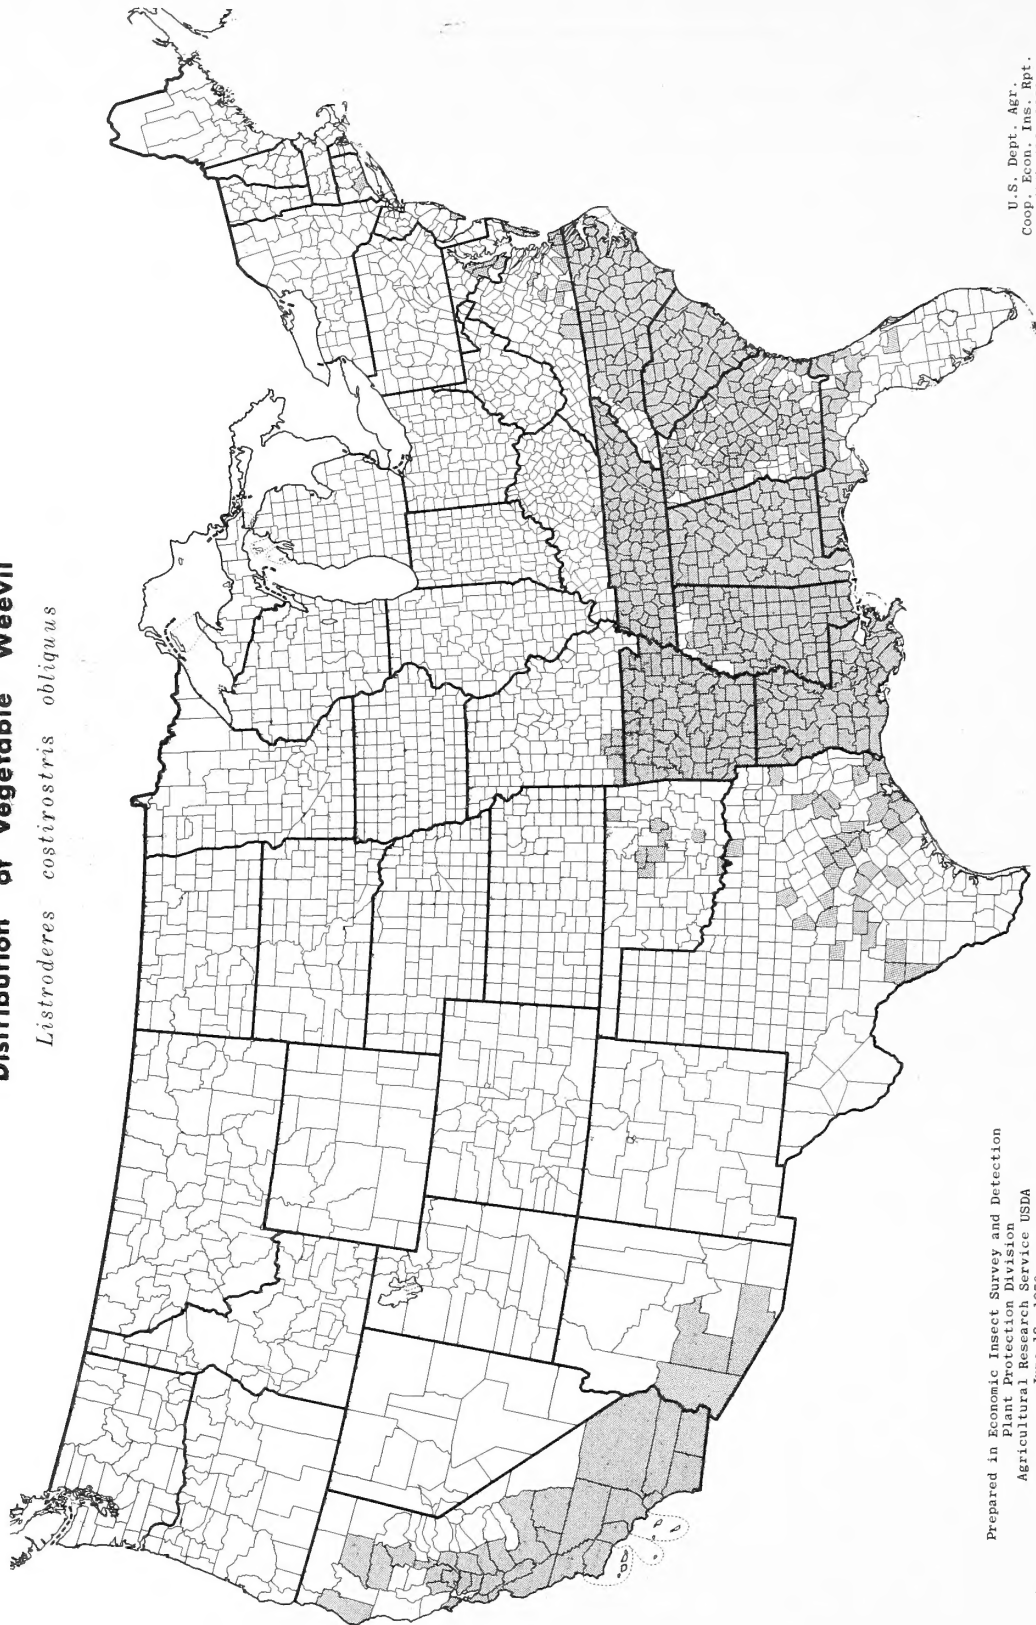 Distribution of Vegetable Weevil
Listroderes costirostris obliquus
U.S. Dept. Agr.
Coop. Econ. Ins. Rpt.
Prepared in Economic Insect Survey and Detection
Plant Protection Division
Agricultural Research Service USDA